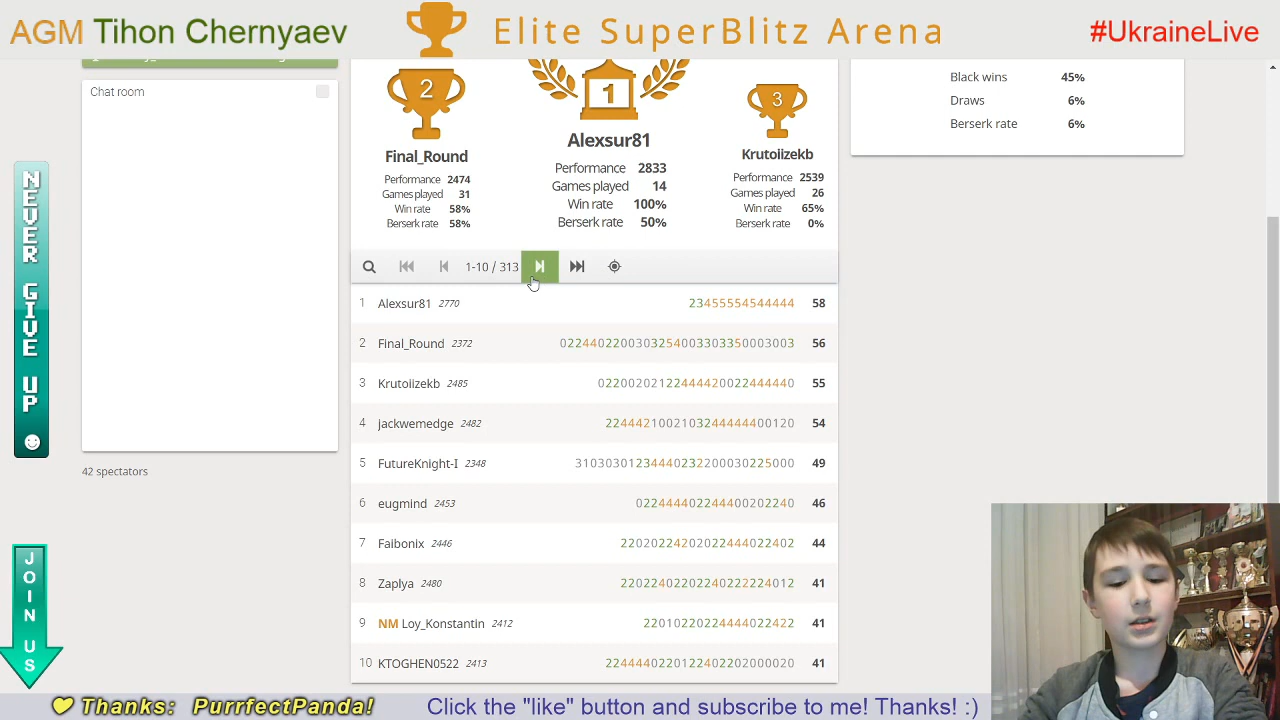 AGM Tihon Chernyaev
Elite SuperBlitz Arena
#UkraineLive
NEVER GIVE UP
JOIN US
Chat room
42 spectators
2
1
3
Final_Round
Performance 2474
Games played 31
Win rate 58%
Berserk rate 58%
Alexsur81
Performance 2833
Games played 14
Win rate 100%
Berserk rate 50%
Krutoiizekb
Performance 2539
Games played 26
Win rate 65%
Berserk rate 0%
Black wins 45%
Draws 6%
Berserk rate 6%
1-10 / 313
1 Alexsur81 2770 23455554544444 58
2 Final_Round 2372 0224402200303254003303350003003 56
3 Krutoiizekb 2485 02200202122444420022444440 55
4 Jackwemedge 2482 2244421002103244444400120 54
5 FutureKnight-I 2348 31030301234440232200030225000 49
6 eugmind 2453 022444402244400202240 46
7 Faibonix 2446 22020224202022444022402 44
8 Zaplya 2480 22022402202240222224012 41
9 NM Loy_Konstantin 2412 22010220224444022422 41
10 KTOGHEN0522 2413 2244440220122402202000020 41
Thanks: PurrfectPanda!
Click the "like" button and subscribe to me! Thanks! :)